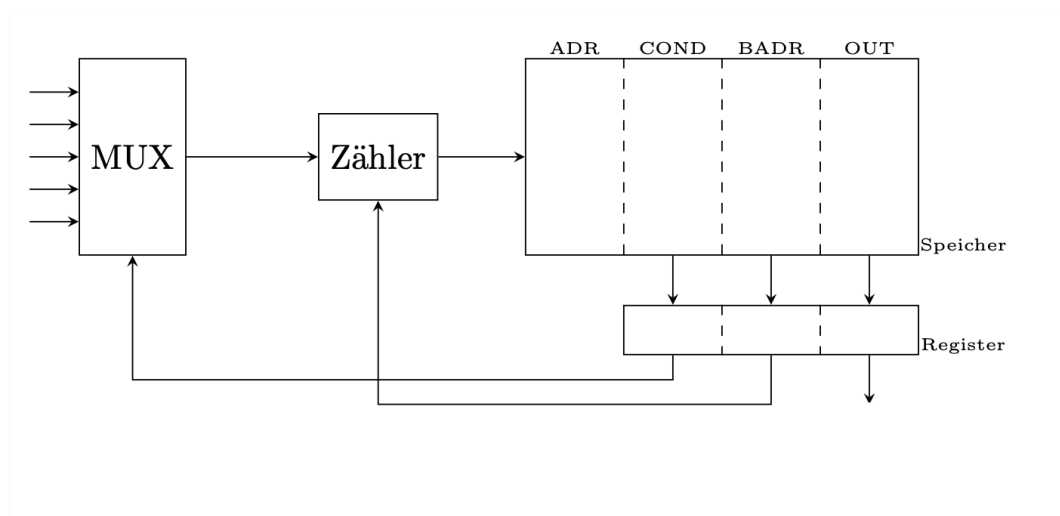 ADR COND BADR OUT
MUX
Zähler
Speicher
Register